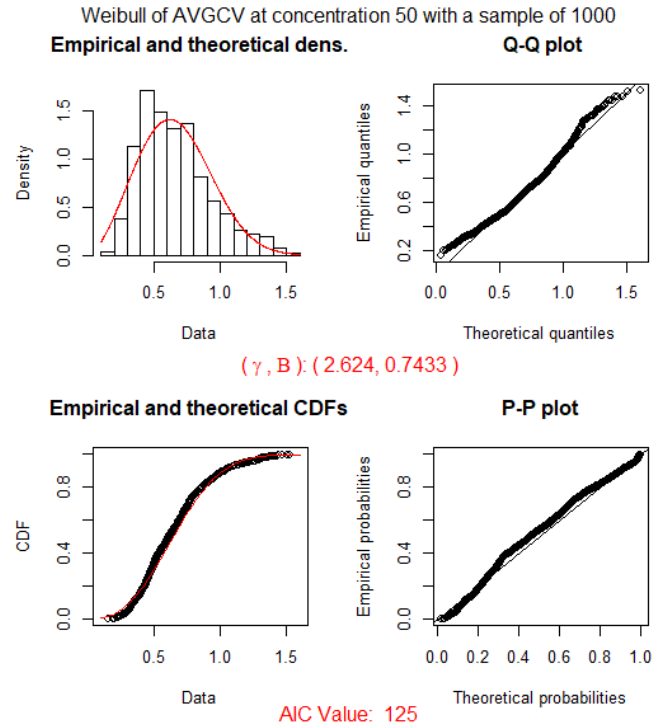 Weibull of AVGCV at concentration 50 with a sample of 1000
Empirical and theoretical dens.
Density
0.0 0.5 1.0 1.5
0.5 1.0 1.5
Data
Q-Q plot
Empirical quantiles
0.2 0.6 1.0 1.4
0.0 0.5 1.0 1.5
Theoretical quantiles
( γ , B ): ( 2.624, 0.7433 )
Empirical and theoretical CDFs
CDF
0.0 0.4 0.8
0.5 1.0 1.5
Data
P-P plot
Empirical probabilities
0.0 0.4 0.8
0.0 0.2 0.4 0.6 0.8 1.0
Theoretical probabilities
AIC Value: 125